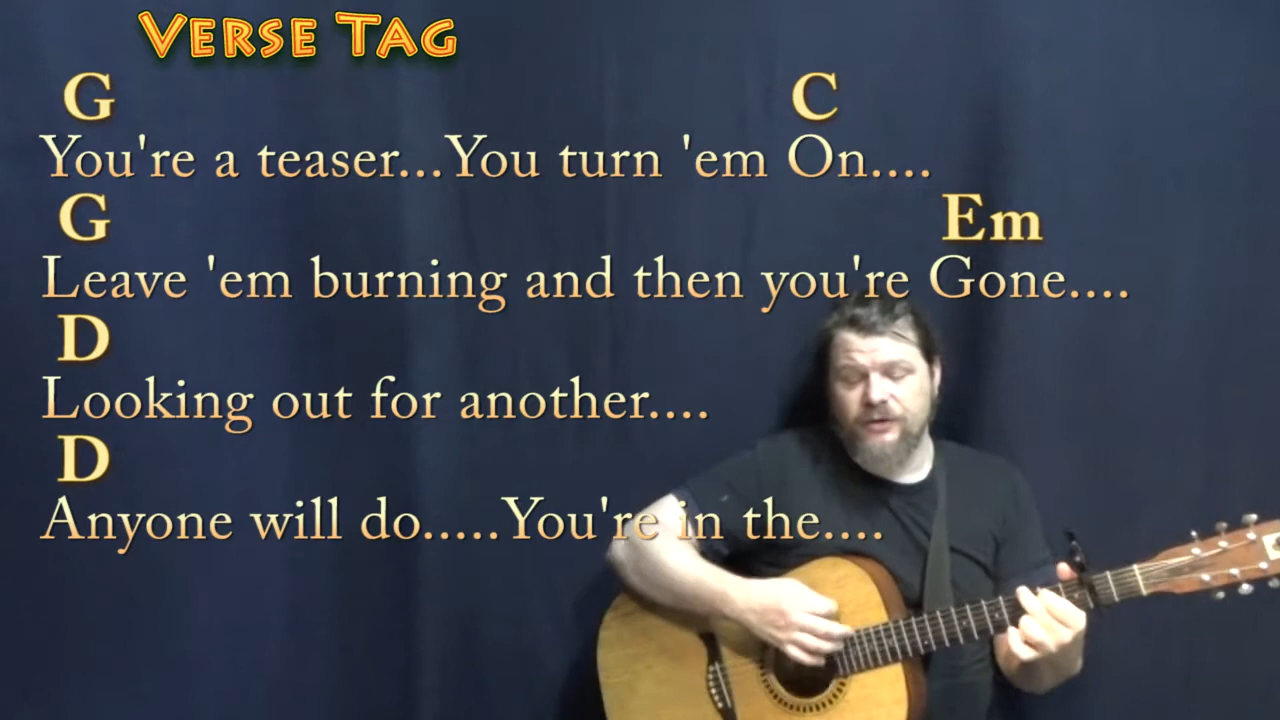 VERSE TAG
G C
You're a teaser...You turn 'em On....
G Em
Leave 'em burning and then you're Gone....
D
Looking out for another....
D
Anyone will do.....You're in the....